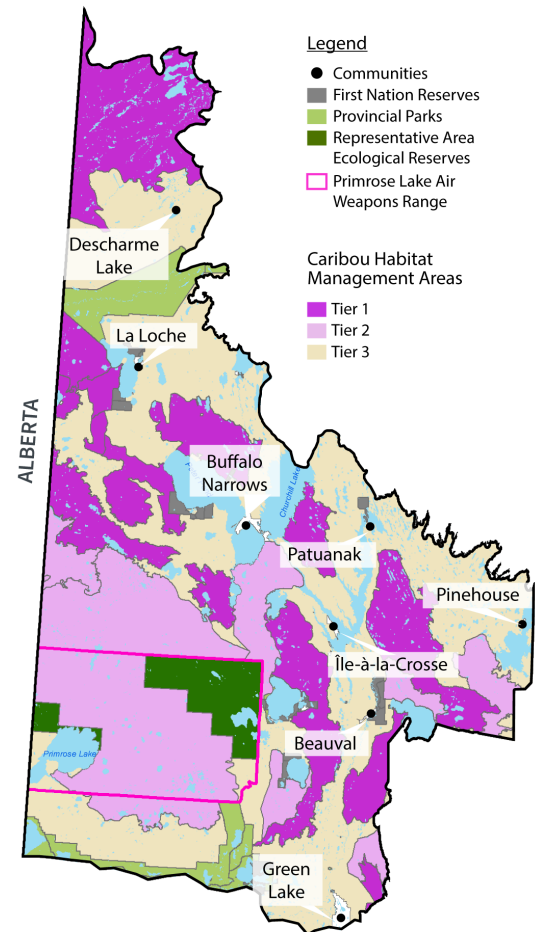 Legend
Communities
First Nation Reserves
Provincial Parks
Representative Area
Ecological Reserves
Primrose Lake Air
Weapons Range
Caribou Habitat
Management Areas
Tier 1
Tier 2
Tier 3
Descharme
Lake
La Loche
ALBERTA
Buffalo
Narrows
Churchill Lake
Patuanak
Pinehouse
Île-à-la-Crosse
Beauval
Primrose Lake
Green
Lake